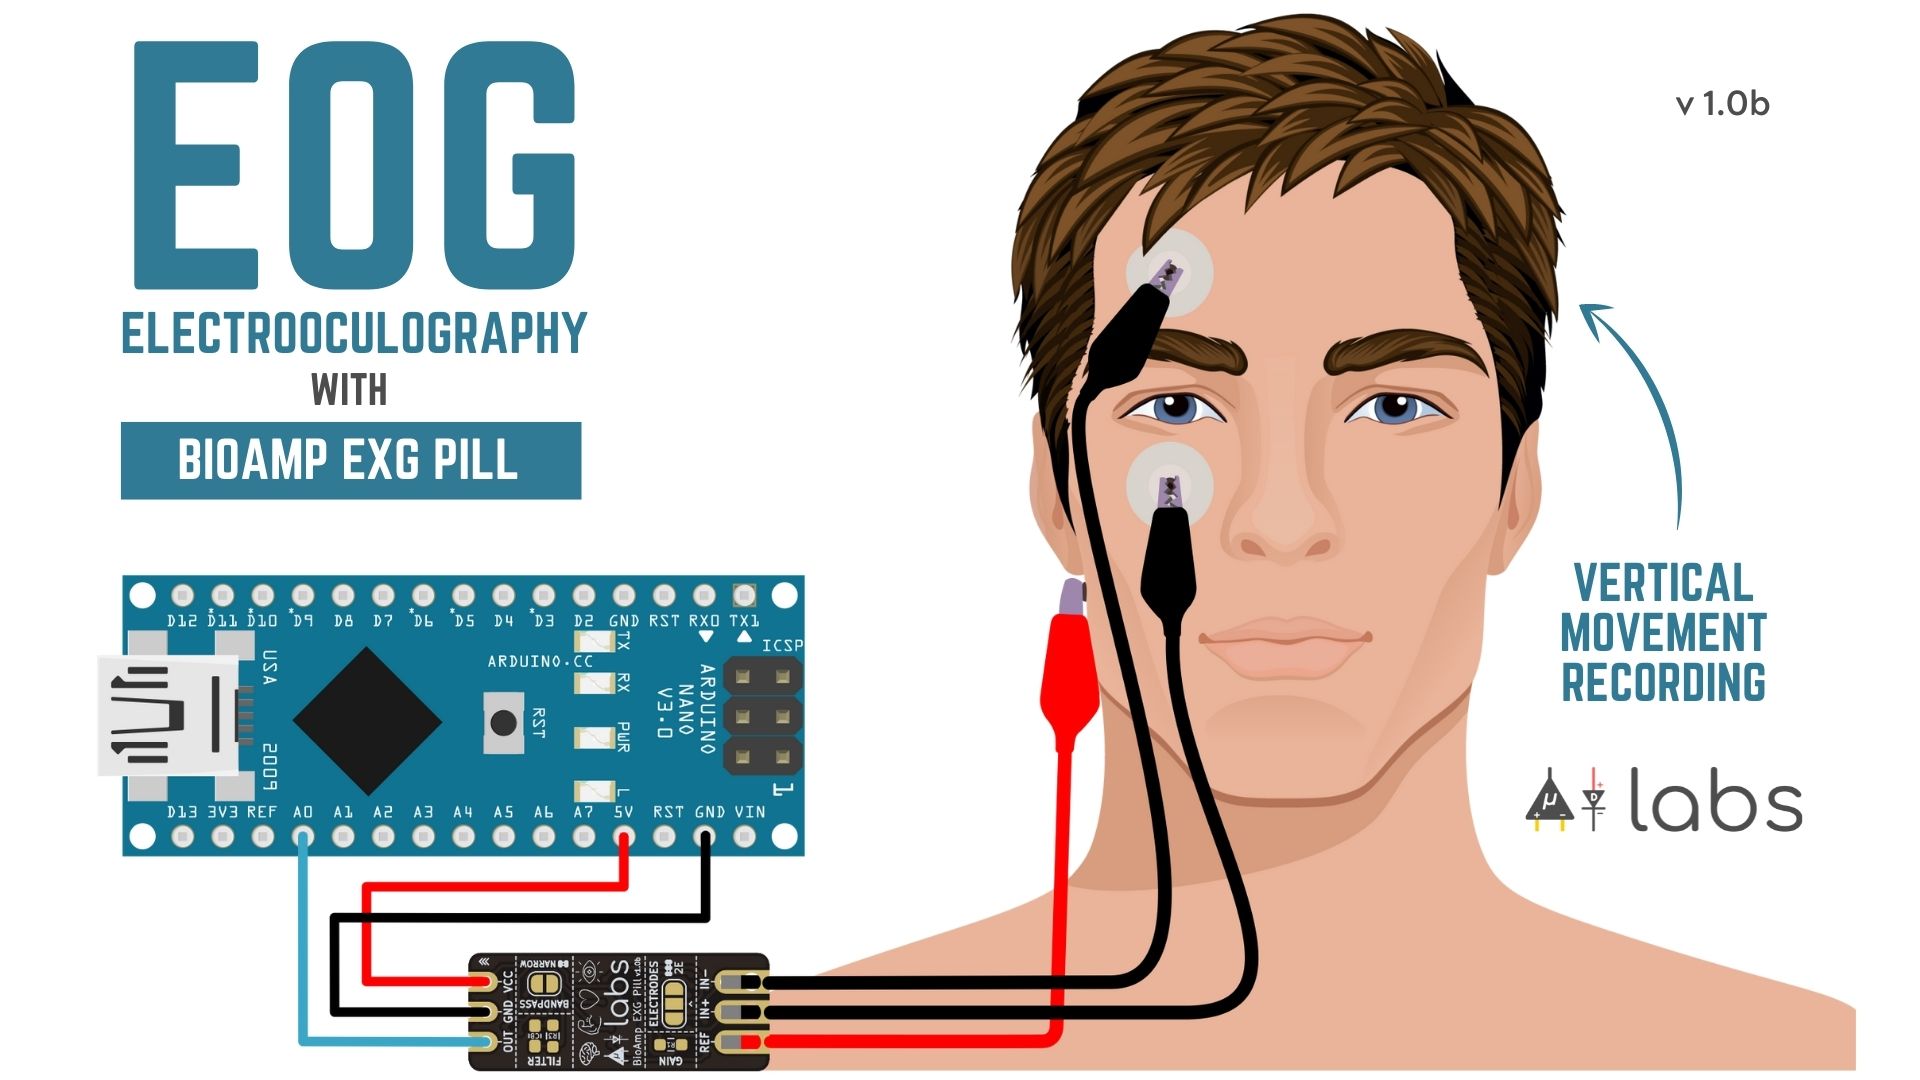 EOG
ELECTROOCULOGRAPHY
WITH
BIOAMP EXG PILL
v 1.0b
VERTICAL
MOVEMENT
RECORDING
μ D labs
D12 *D11 *D10 *D9 D8 D7 *D6 *D5 D4 *D3 D2 GND RST RX0 TX1
ICSP
TX
RX
PWR
L
ARDUINO.CC
USA
2009
RST
ARDUINO
NANO
V3.0
1
D13 3V3 REF A0 A1 A2 A3 A4 A5 A6 A7 5V RST GND VIN
VCC
GND
OUT
NARROW
BANDPASS
FILTER
labs
BioAmp EXG Pill v1.0b
ELECTRODES
2E
GAIN
IN-
IN+
REF